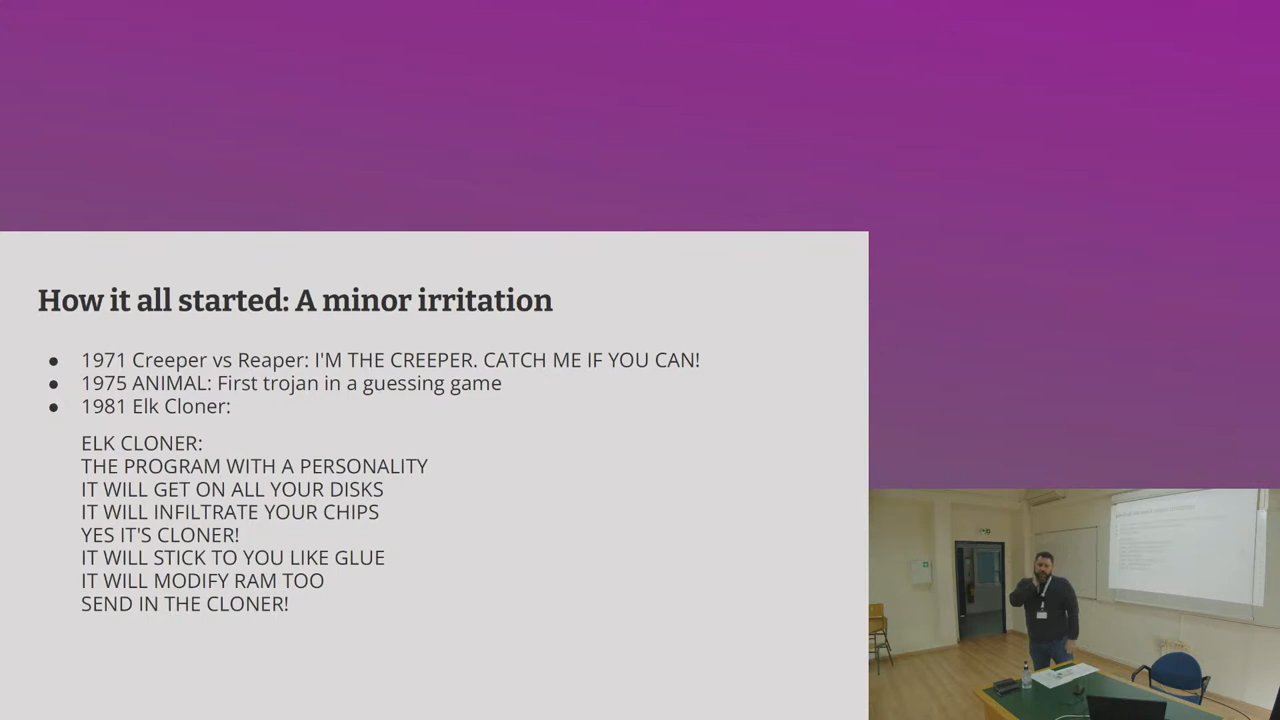 How it all started: A minor irritation
● 1971 Creeper vs Reaper: I'M THE CREEPER. CATCH ME IF YOU CAN!
● 1975 ANIMAL: First trojan in a guessing game
● 1981 Elk Cloner:
ELK CLONER:
THE PROGRAM WITH A PERSONALITY
IT WILL GET ON ALL YOUR DISKS
IT WILL INFILTRATE YOUR CHIPS
YES IT'S CLONER!
IT WILL STICK TO YOU LIKE GLUE
IT WILL MODIFY RAM TOO
SEND IN THE CLONER!